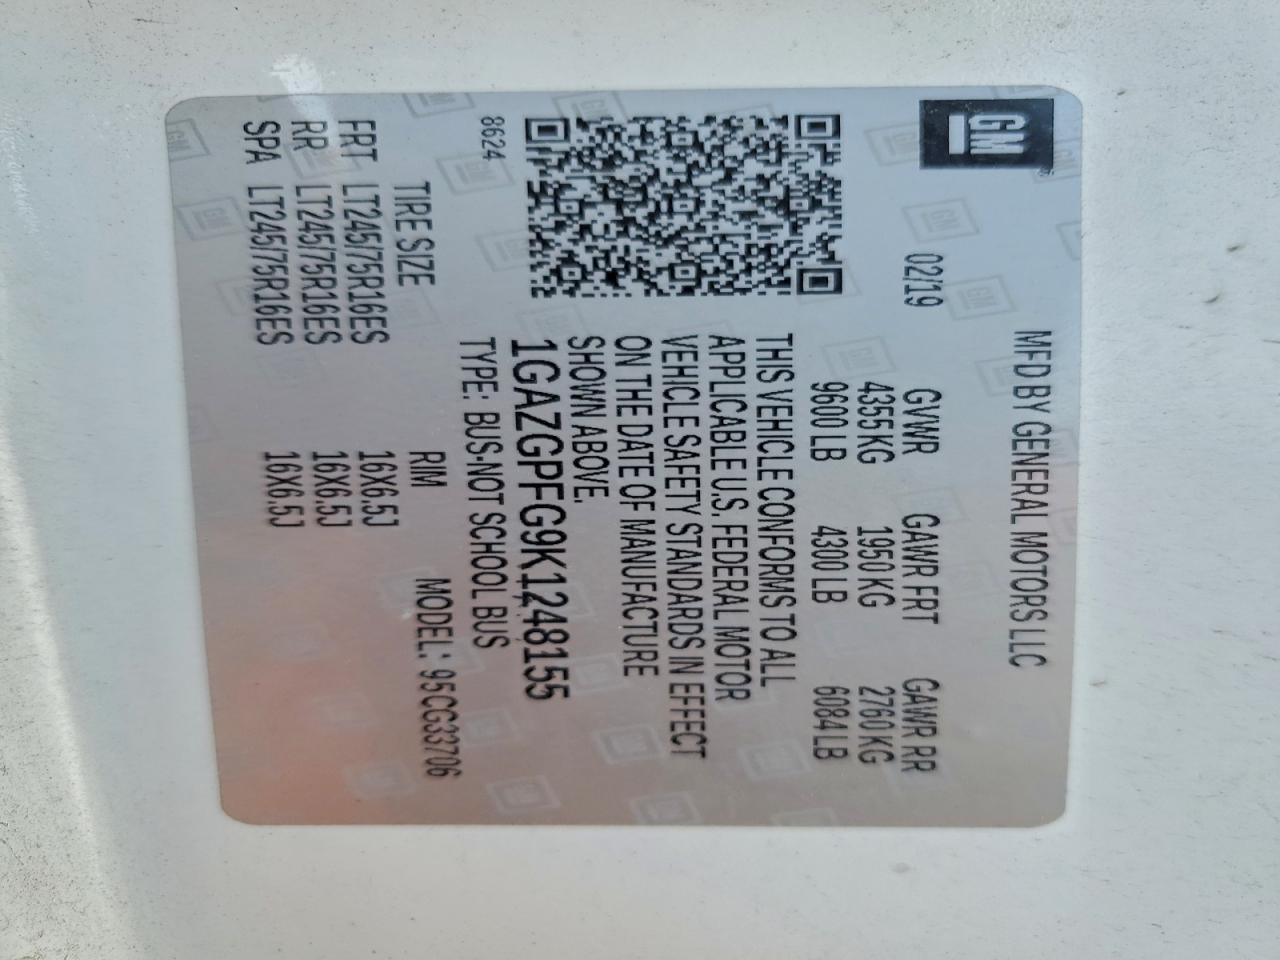 GM
MFD BY GENERAL MOTORS LLC
02/19 GVWR GAWR FRT GAWR RR
4355 KG 1950 KG 2760 KG
9600 LB 4300 LB 6084 LB
THIS VEHICLE CONFORMS TO ALL
APPLICABLE U.S. FEDERAL MOTOR
VEHICLE SAFETY STANDARDS IN EFFECT
ON THE DATE OF MANUFACTURE
SHOWN ABOVE.
1GAZGPFG9K1248155
8624 TYPE: BUS-NOT SCHOOL BUS
MODEL: 95CG33706
TIRE SIZE RIM
FRT LT245/75R16ES 16X6.5J
RR LT245/75R16ES 16X6.5J
SPA LT245/75R16ES 16X6.5J